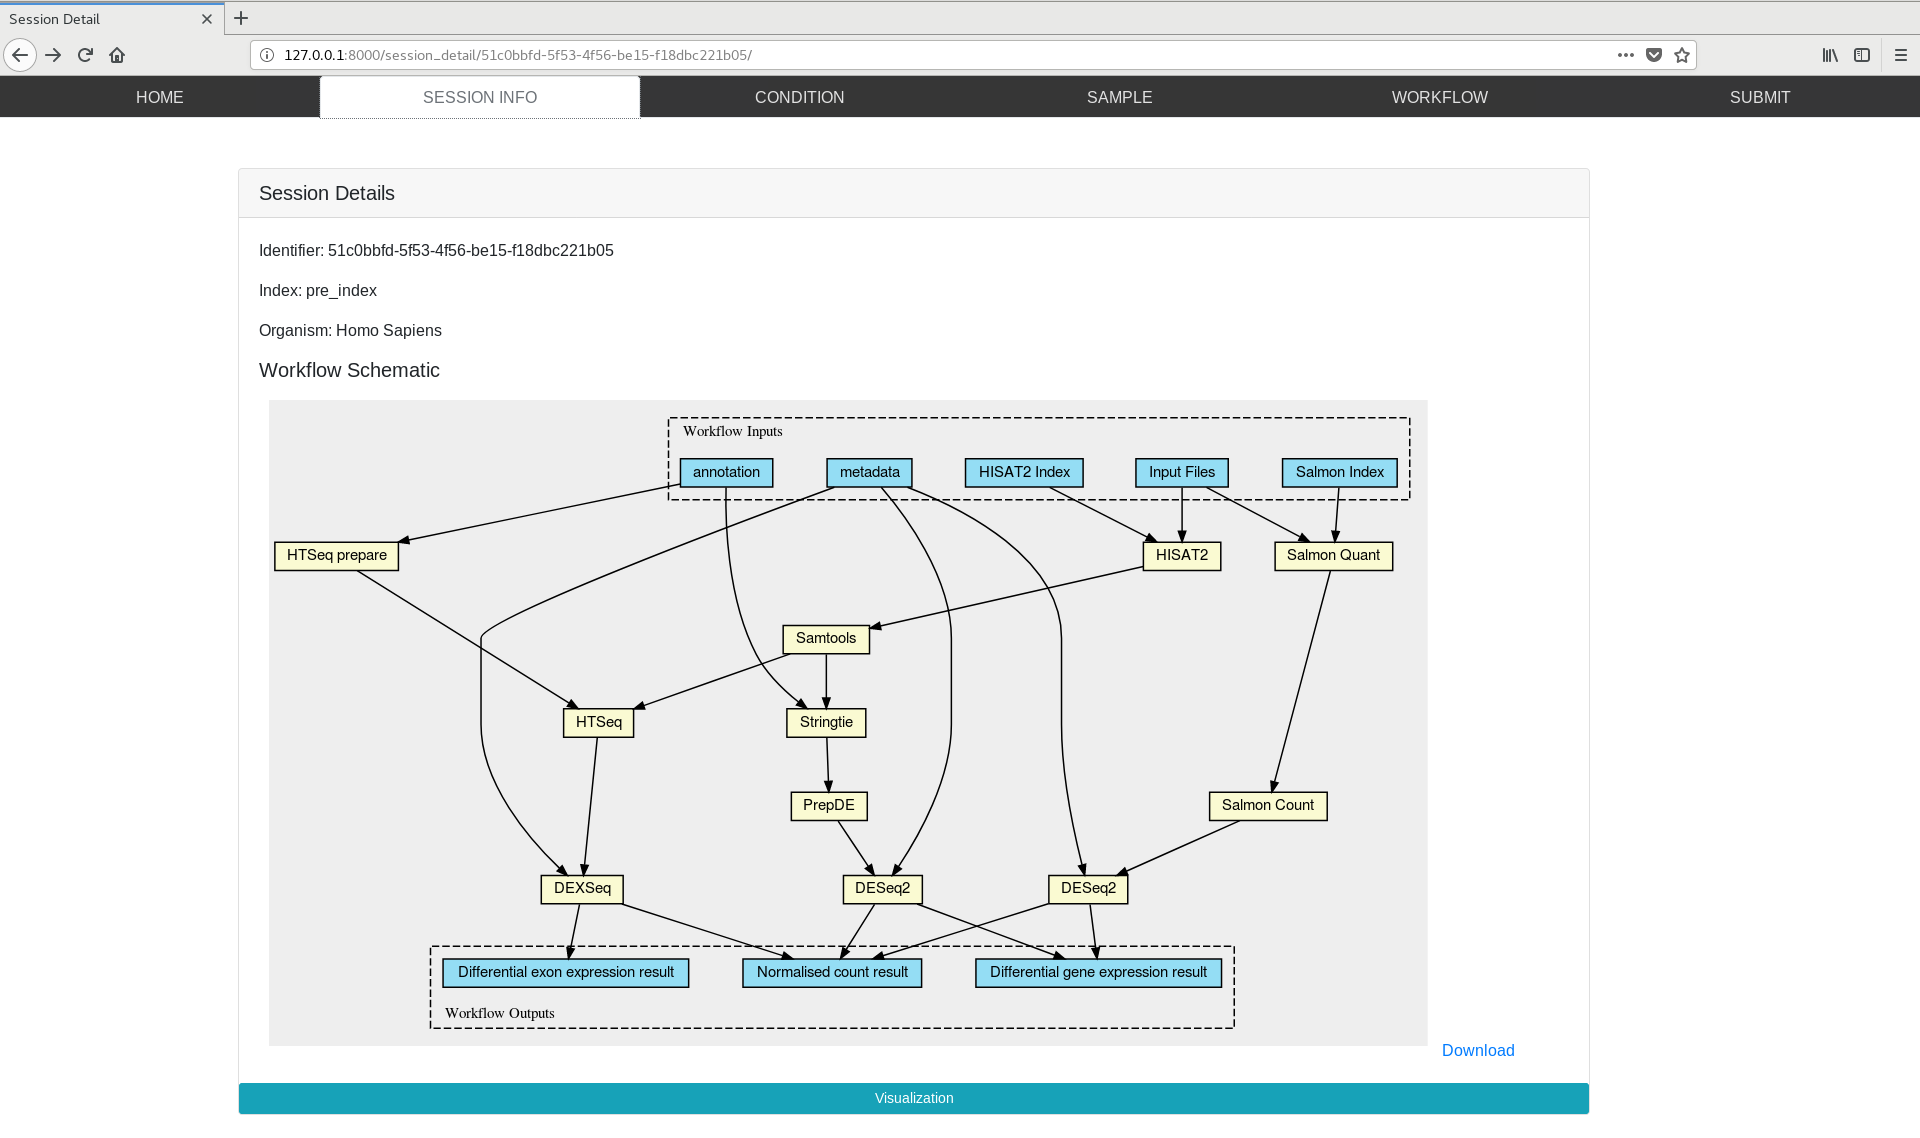 Session Detail
127.0.0.1:8000/session_detail/51c0bbfd-5f53-4f56-be15-f18dbc221b05/
HOME SESSION INFO CONDITION SAMPLE WORKFLOW SUBMIT
Session Details
Identifier: 51c0bbfd-5f53-4f56-be15-f18dbc221b05
Index: pre_index
Organism: Homo Sapiens
Workflow Schematic
Workflow Inputs
annotation metadata HISAT2 Index Input Files Salmon Index
HTSeq prepare HISAT2 Salmon Quant
Samtools
HTSeq Stringtie
PrepDE Salmon Count
DEXSeq DESeq2 DESeq2
Differential exon expression result Normalised count result Differential gene expression result
Workflow Outputs
Download
Visualization